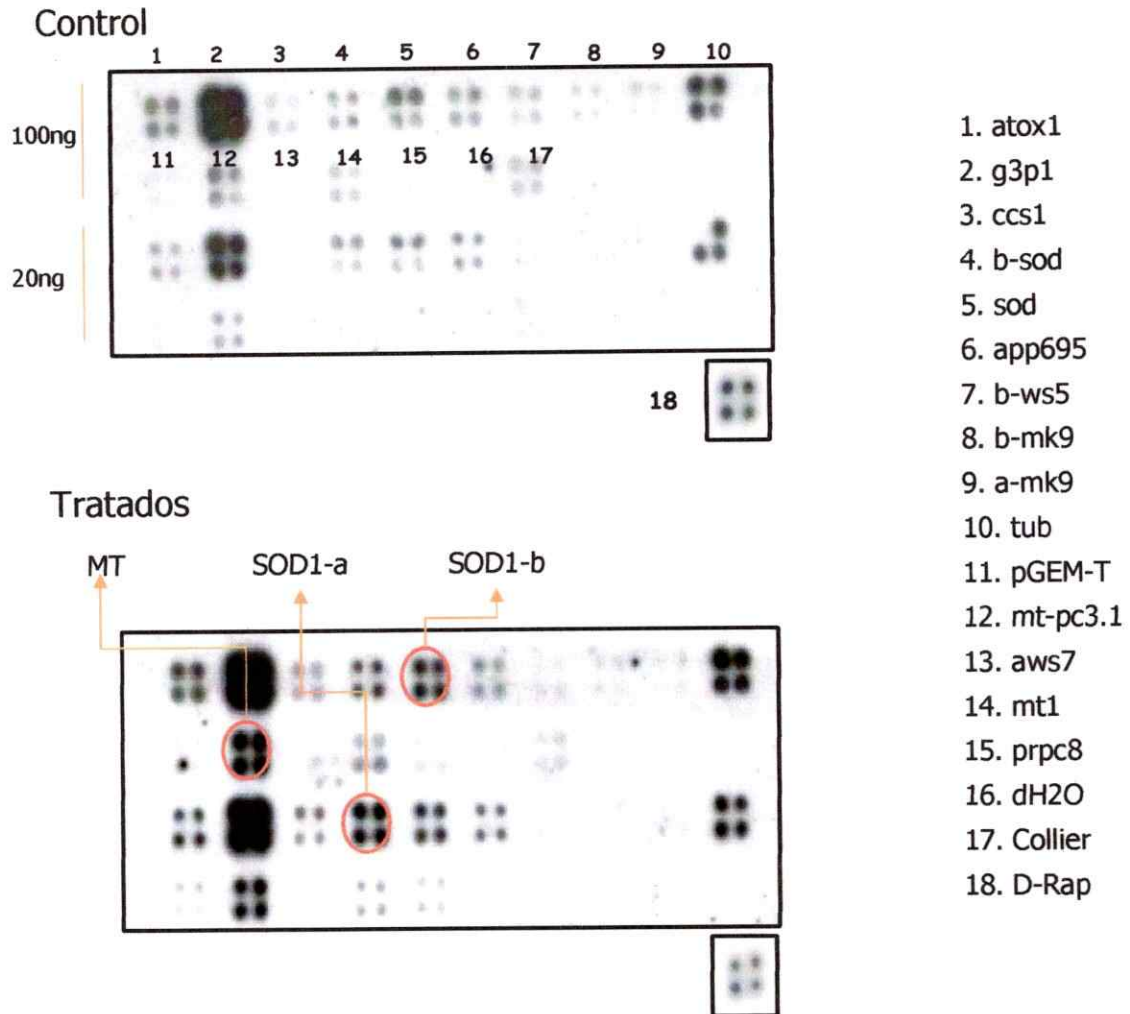 Control
1 2 3 4 5 6 7 8 9 10
100ng
11 12 13 14 15 16 17
20ng
18
1. atox1
2. g3p1
3. ccs1
4. b-sod
5. sod
6. app695
7. b-ws5
8. b-mk9
9. a-mk9
10. tub
11. pGEM-T
12. mt-pc3.1
13. aws7
14. mt1
15. prpc8
16. dH2O
17. Collier
18. D-Rap
Tratados
MT SOD1-a SOD1-b